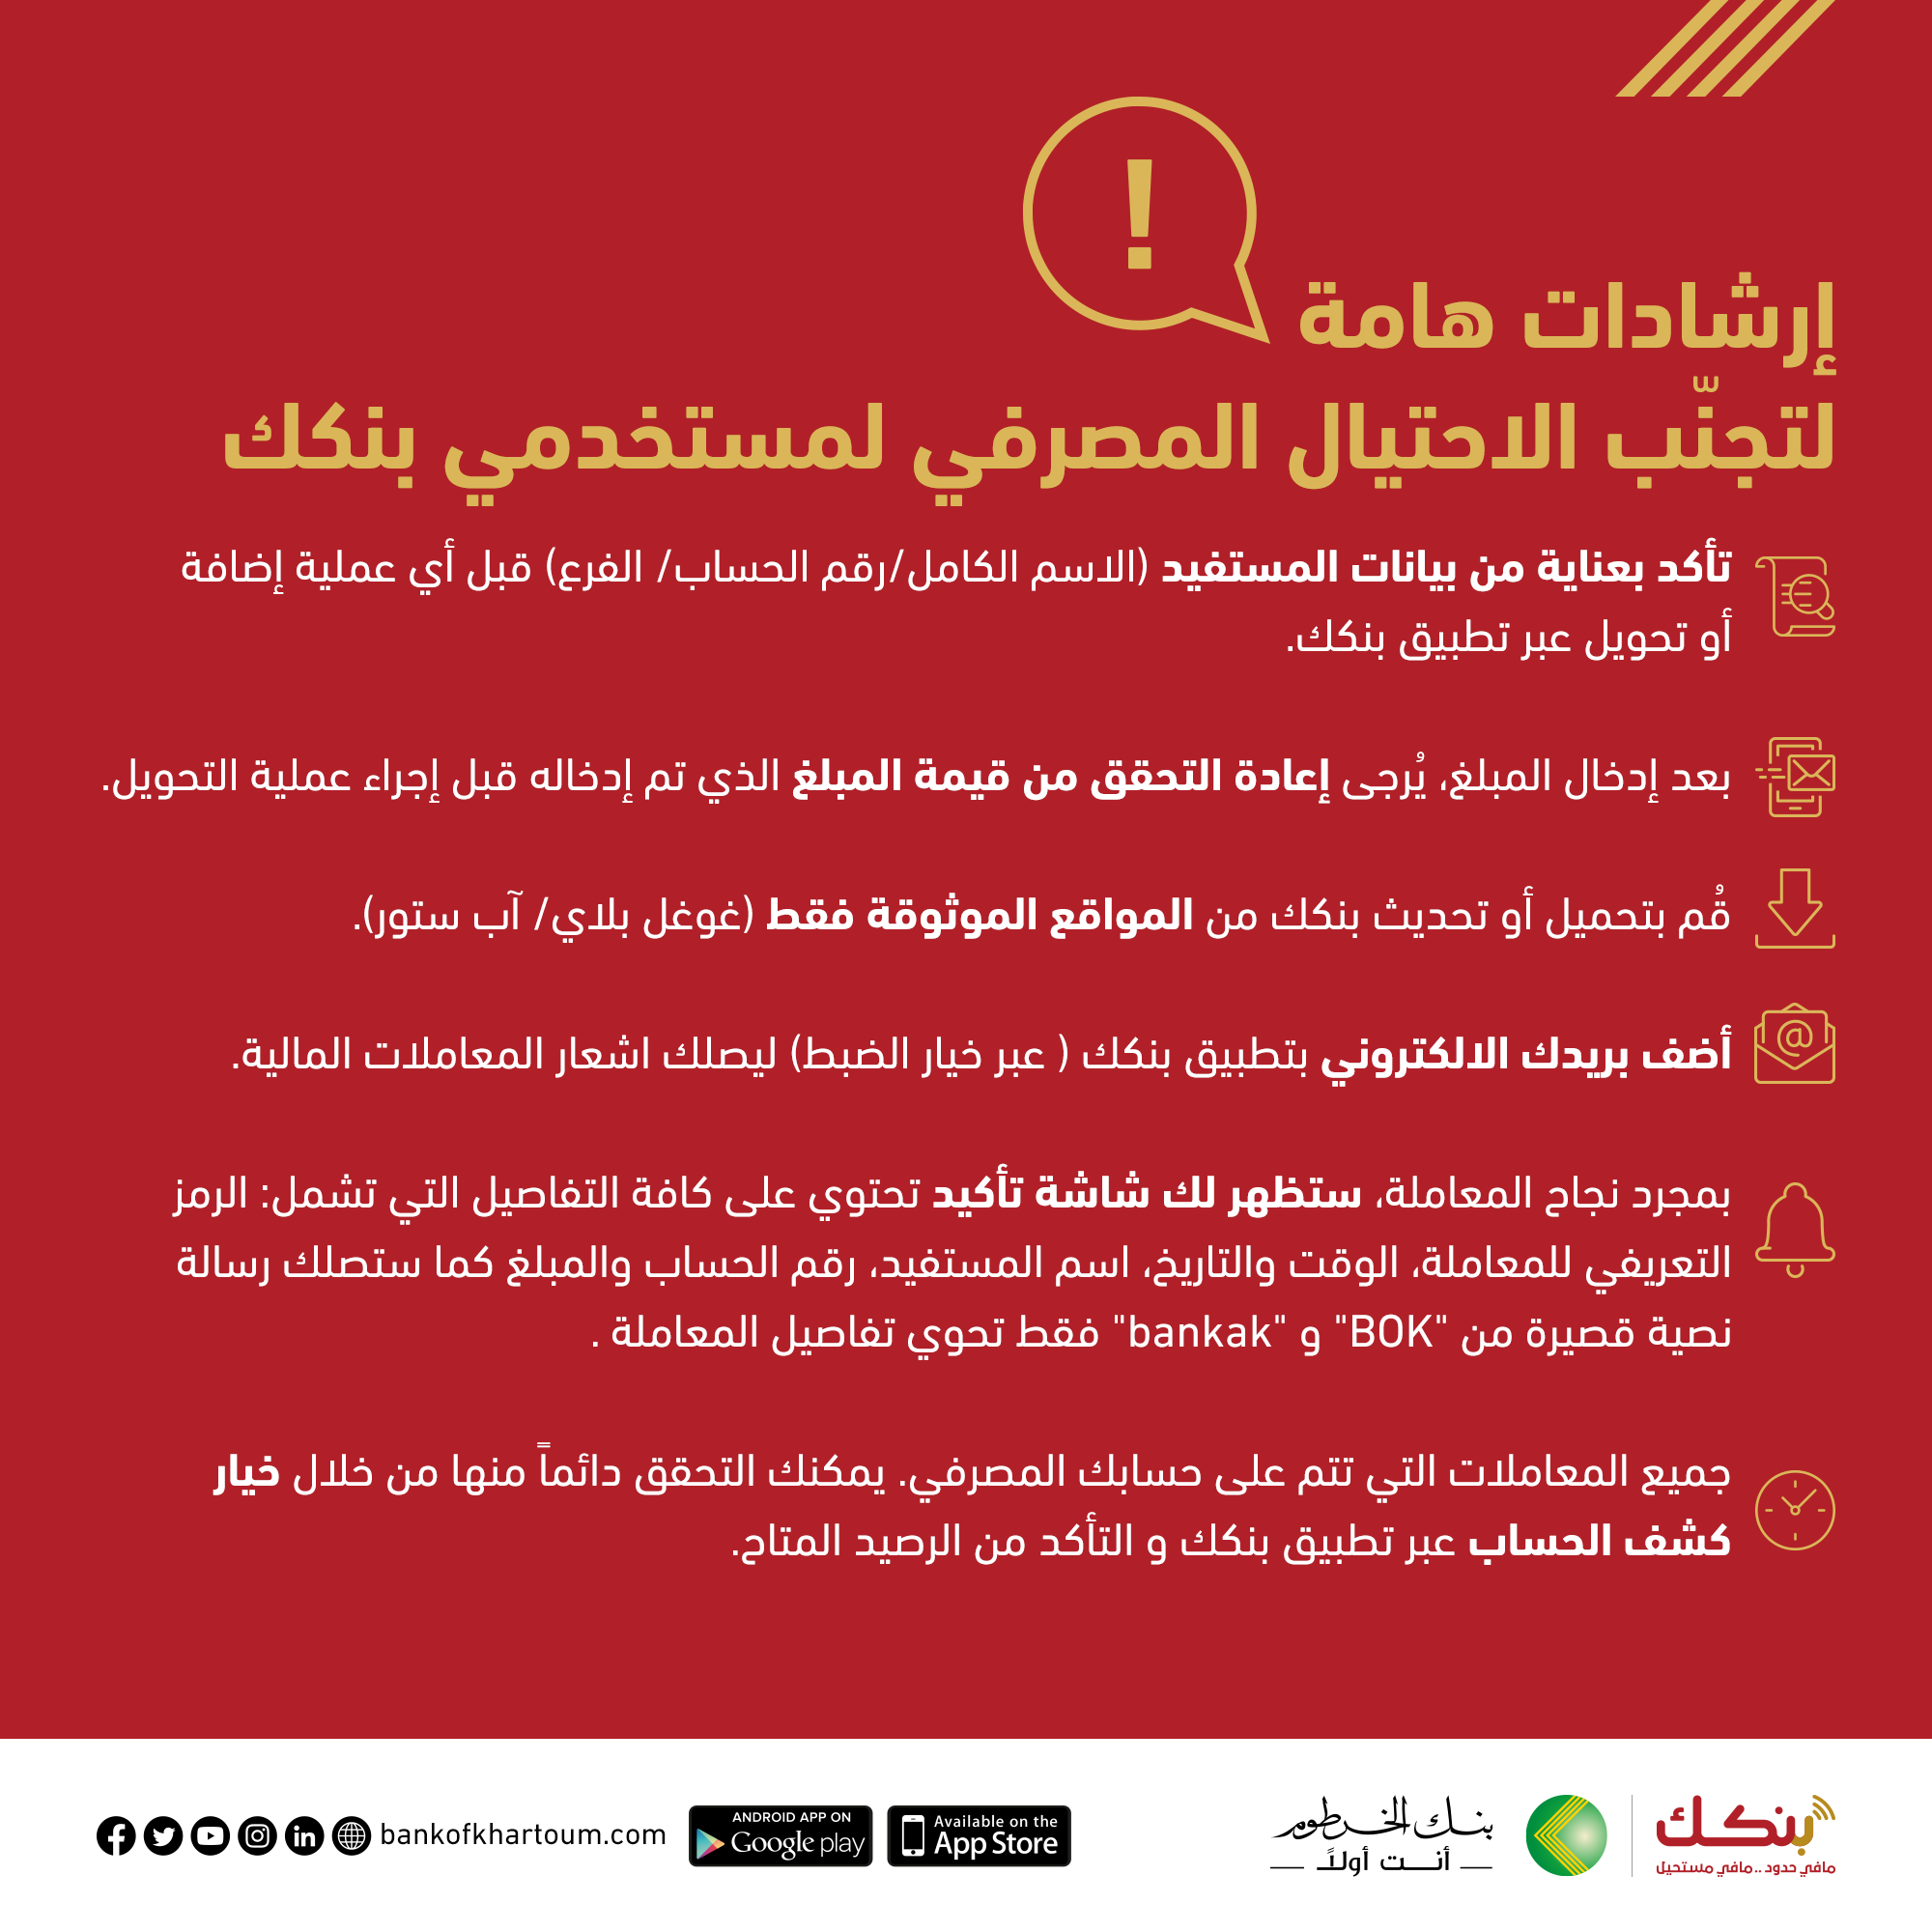 !
إرشادات هامة
لتجنّب الاحتيال المصرفي لمستخدمي بنكك
تأكد بعناية من بيانات المستفيد (الاسم الكامل/رقم الحساب/ الفرع) قبل أي عملية إضافة
أو تحويل عبر تطبيق بنكك.
بعد إدخال المبلغ، يُرجى إعادة التحقق من قيمة المبلغ الذي تم إدخاله قبل إجراء عملية التحويل.
قُم بتحميل أو تحديث بنكك من المواقع الموثوقة فقط (غوغل بلاي/ آب ستور).
أضف بريدك الالكتروني بتطبيق بنكك ( عبر خيار الضبط) ليصلك اشعار المعاملات المالية.
بمجرد نجاح المعاملة، ستظهر لك شاشة تأكيد تحتوي على كافة التفاصيل التي تشمل: الرمز
التعريفي للمعاملة، الوقت والتاريخ، اسم المستفيد، رقم الحساب والمبلغ كما ستصلك رسالة
نصية قصيرة من "BOK" و "bankak" فقط تحوي تفاصيل المعاملة .
جميع المعاملات التي تتم على حسابك المصرفي. يمكنك التحقق دائماً منها من خلال خيار
كشف الحساب عبر تطبيق بنكك و التأكد من الرصيد المتاح.
بنكك
مافي حدود ..مافي مستحيل
بنك الخرطوم
أنت أولاً
Available on the
App Store
ANDROID APP ON
Google play
bankofkhartoum.com